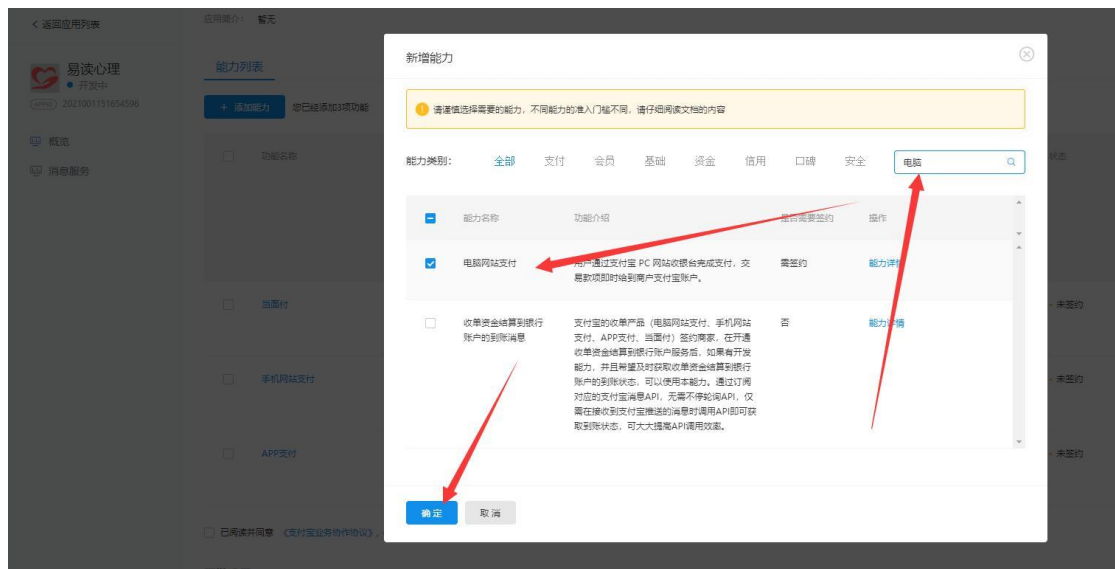 < 返回应用列表
应用简介： 暂无
易读心理
开发中
APPID 2021001151654596
概览
消息服务
能力列表
+ 添加能力 您已经添加3项功能
功能名称
状态
当面付
未签约
手机网站支付
未签约
APP支付
未签约
已阅读并同意 《支付宝业务协作协议》,
新增能力
请谨慎选择需要的能力，不同能力的准入门槛不同，请仔细阅读文档的内容
能力类别： 全部 支付 会员 基础 资金 信用 口碑 安全 电脑
能力名称 功能介绍 是否需要签约 操作
电脑网站支付
用户通过支付宝 PC 网站收银台完成支付，交
易款项即时给到商户支付宝账户。
需签约
能力详情
收单资金结算到银行
账户的到账消息
支付宝的收单产品（电脑网站支付、手机网站
支付、APP支付、当面付）签约商家，在开通
收单资金结算到银行账户服务后，如果有开发
能力，并且希望及时获取收单资金结算到银行
账户的到账状态，可以使用本能力。通过订阅
对应的支付宝消息API，无需不停轮询API，仅
需在接收到支付宝推送的消息时调用API即可获
取到账状态，可大大提高API调用效率。
否
能力详情
确定 取消